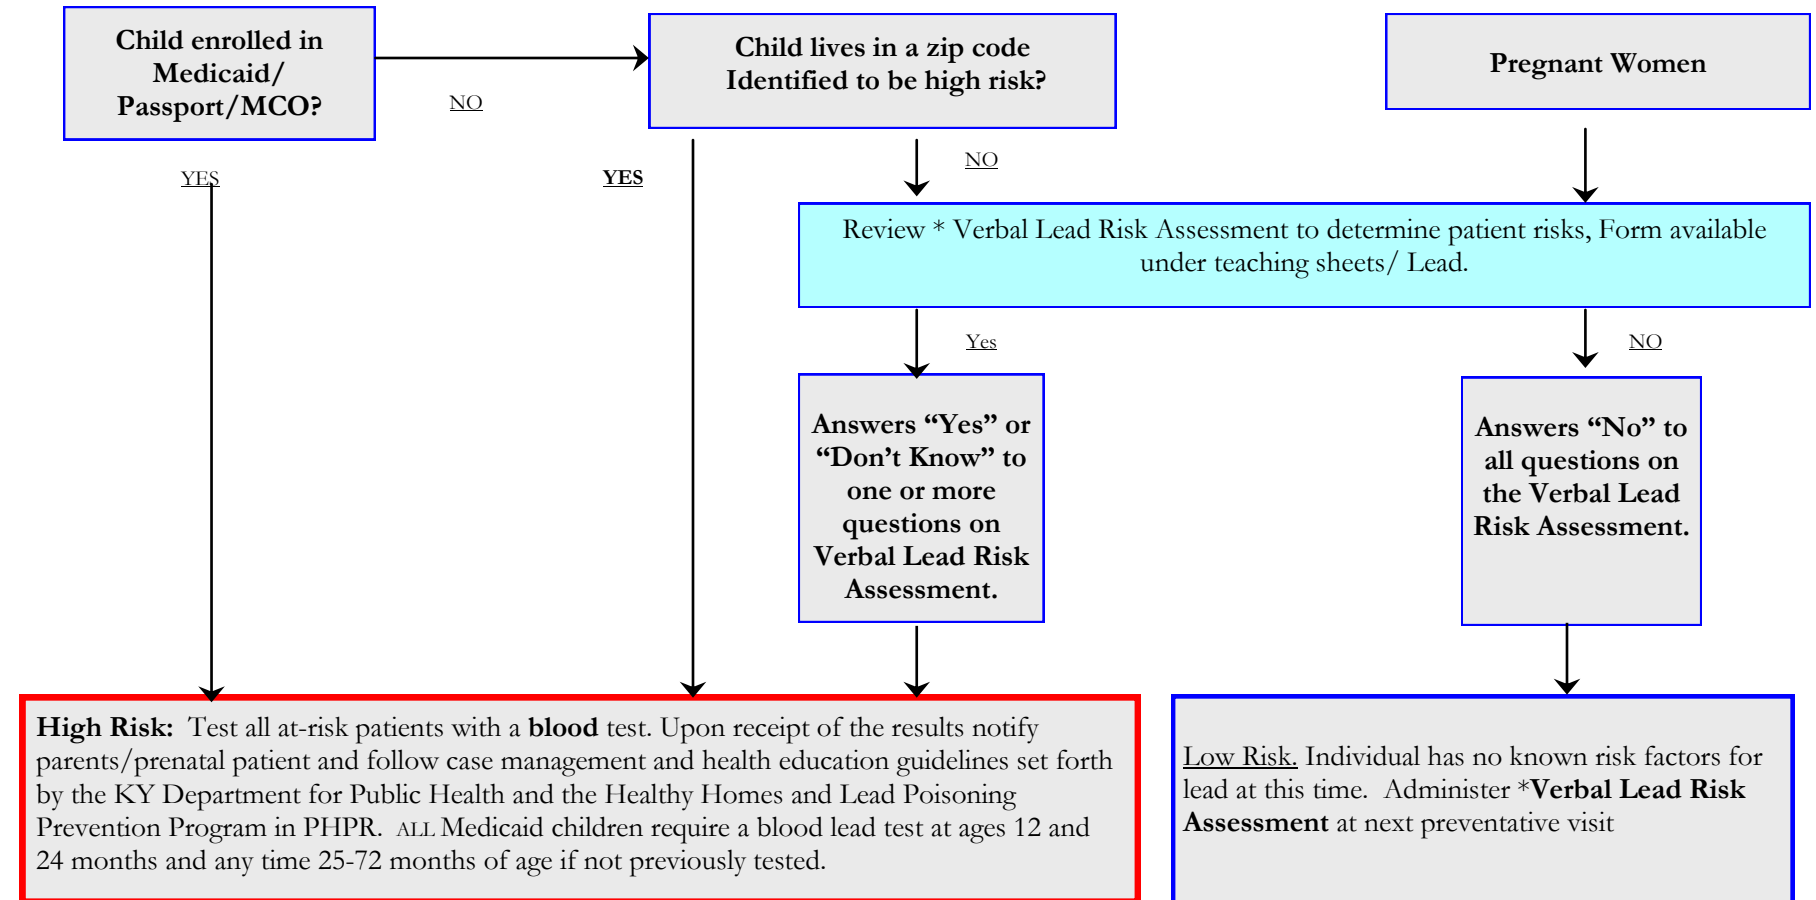 Child enrolled in
Medicaid/
Passport/MCO?
NO
Child lives in a zip code
Identified to be high risk?
Pregnant Women
YES
YES
NO
Review * Verbal Lead Risk Assessment to determine patient risks, Form available
under teaching sheets/ Lead.
Yes
NO
Answers “Yes” or
“Don’t Know” to
one or more
questions on
Verbal Lead Risk
Assessment.
Answers “No” to
all questions on
the Verbal Lead
Risk Assessment.
High Risk: Test all at-risk patients with a blood test. Upon receipt of the results notify
parents/prenatal patient and follow case management and health education guidelines set forth
by the KY Department for Public Health and the Healthy Homes and Lead Poisoning
Prevention Program in PHPR. ALL Medicaid children require a blood lead test at ages 12 and
24 months and any time 25-72 months of age if not previously tested.
Low Risk. Individual has no known risk factors for
lead at this time. Administer *Verbal Lead Risk
Assessment at next preventative visit